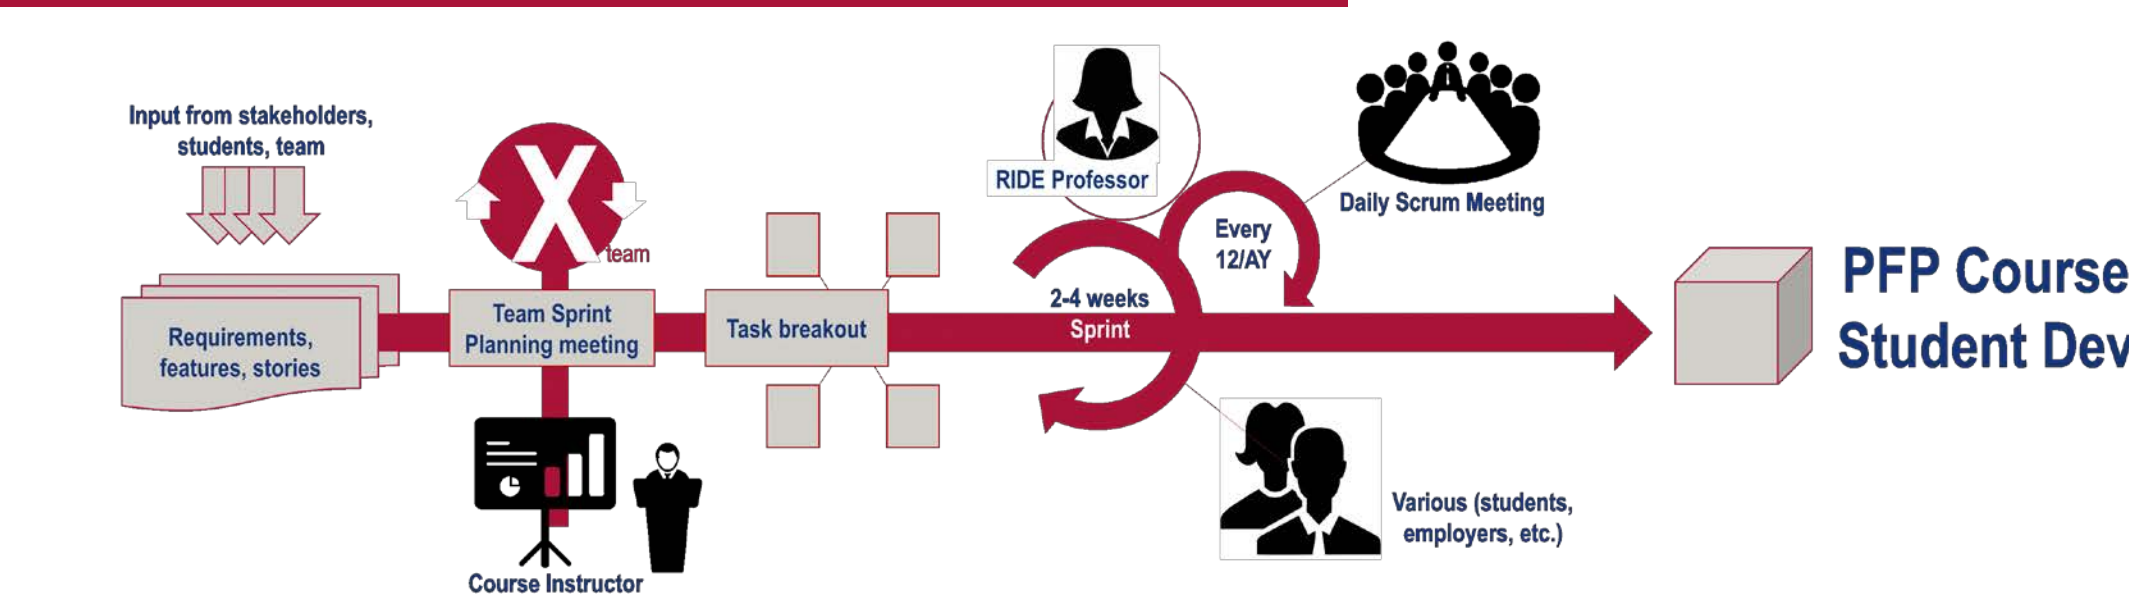 Input from stakeholders,
students, team
Requirements,
features, stories
X
team
Team Sprint
Planning meeting
Course Instructor
Task breakout
RIDE Professor
2-4 weeks
Sprint
Every
12/AY
Daily Scrum Meeting
Various (students,
employers, etc.)
PFP Course
Student Dev